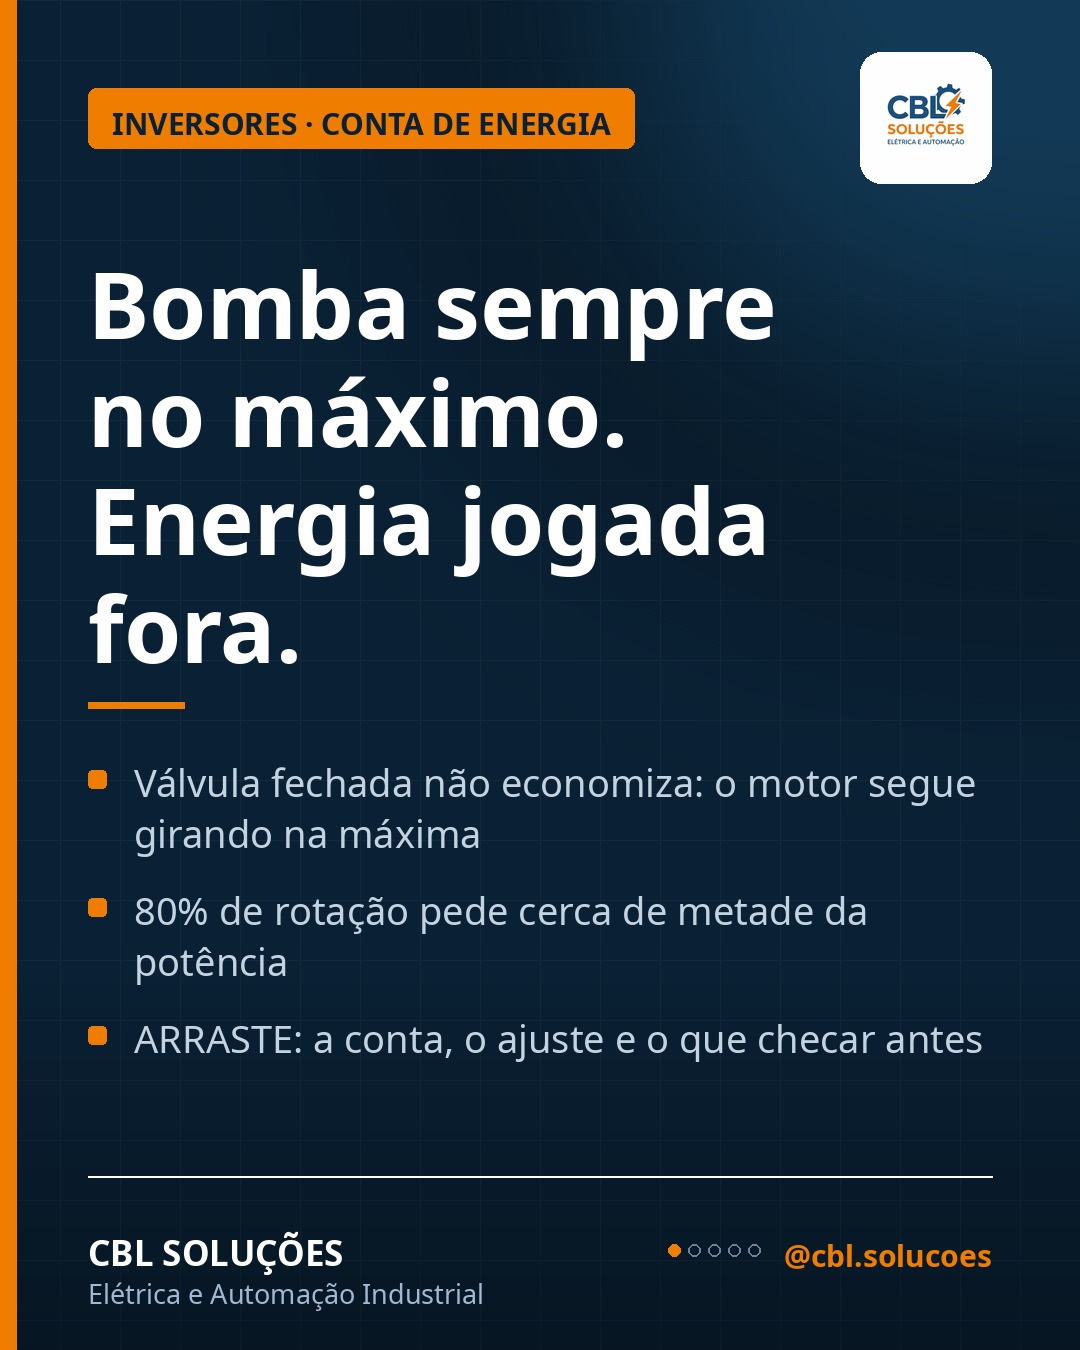 INVERSORES · CONTA DE ENERGIA
CBL
SOLUÇÕES
ELÉTRICA E AUTOMAÇÃO
Bomba sempre
no máximo.
Energia jogada
fora.
Válvula fechada não economiza: o motor segue
girando na máxima
80% de rotação pede cerca de metade da
potência
ARRASTE: a conta, o ajuste e o que checar antes
CBL SOLUÇÕES
@cbl.solucoes
Elétrica e Automação Industrial